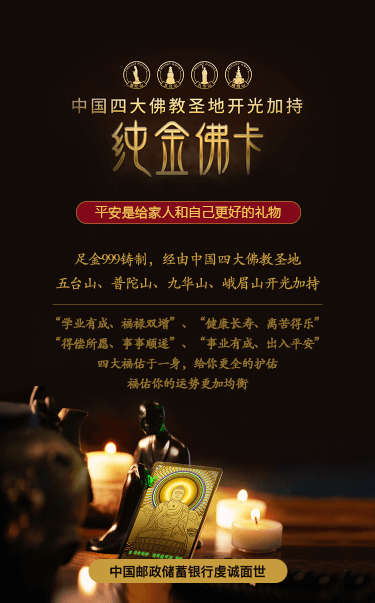 中国四大佛教圣地开光加持
纯金佛卡
平安是给家人和自己更好的礼物
足金999铸制，经由中国四大佛教圣地
五台山、普陀山、九华山、峨眉山开光加持
“学业有成、福禄双增”、“健康长寿、离苦得乐”
“得偿所愿、事事顺遂”、“事业有成、出入平安”
四大福佑于一身，给你更全的护佑
福佑你的运势更加均衡
中国邮政储蓄银行虔诚面世